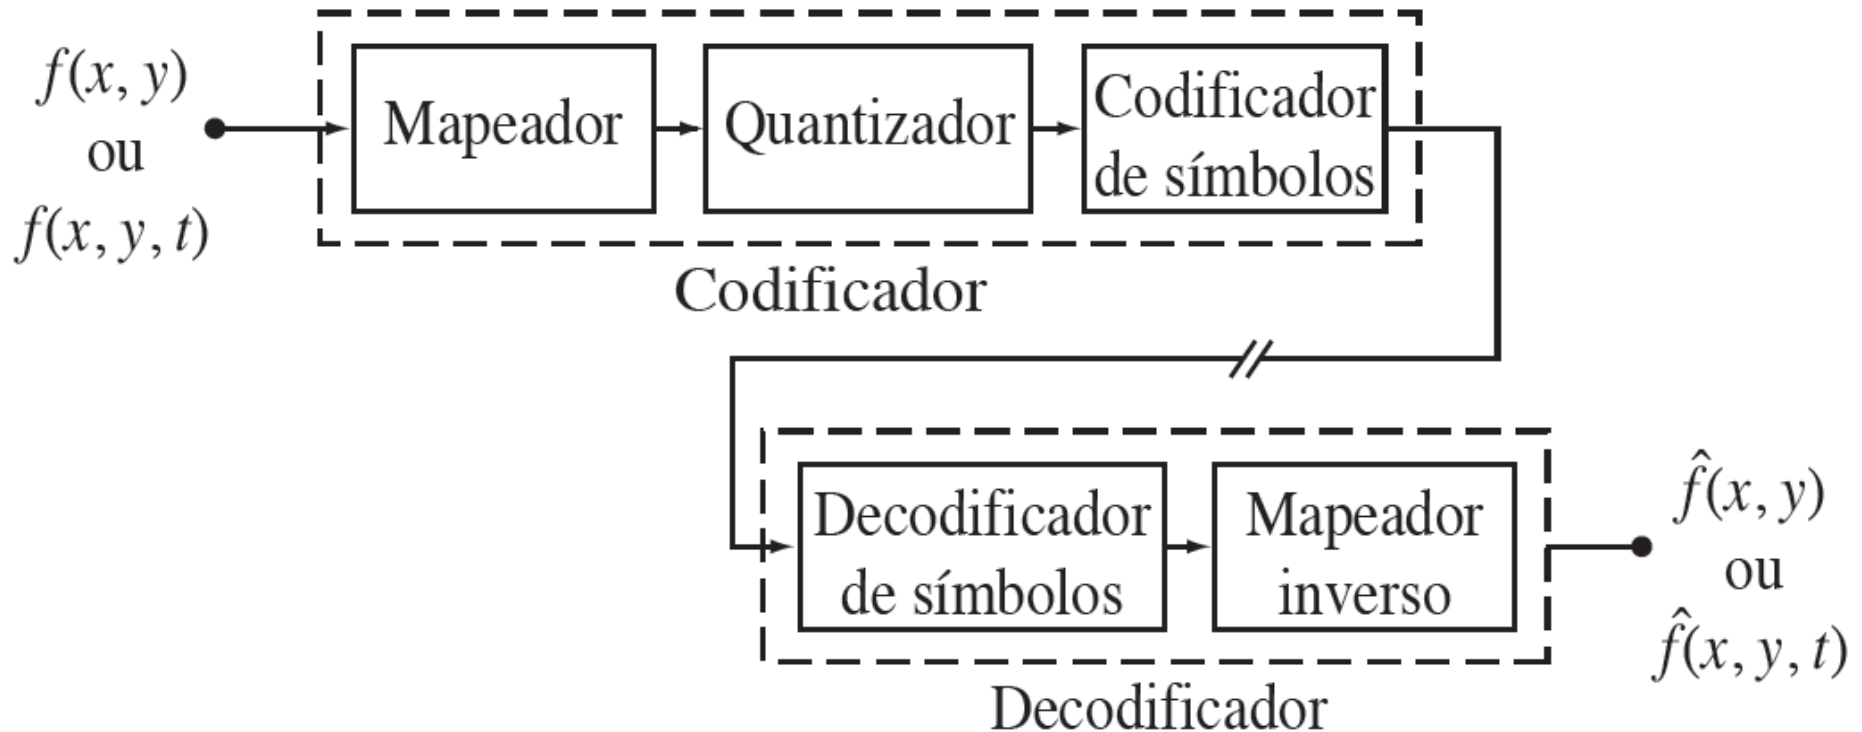 f(x, y)
ou
f(x, y, t)
Mapeador
Quantizador
Codificador
de símbolos
Codificador
Decodificador
de símbolos
Mapeador
inverso
f̂(x, y)
ou
f̂(x, y, t)
Decodificador